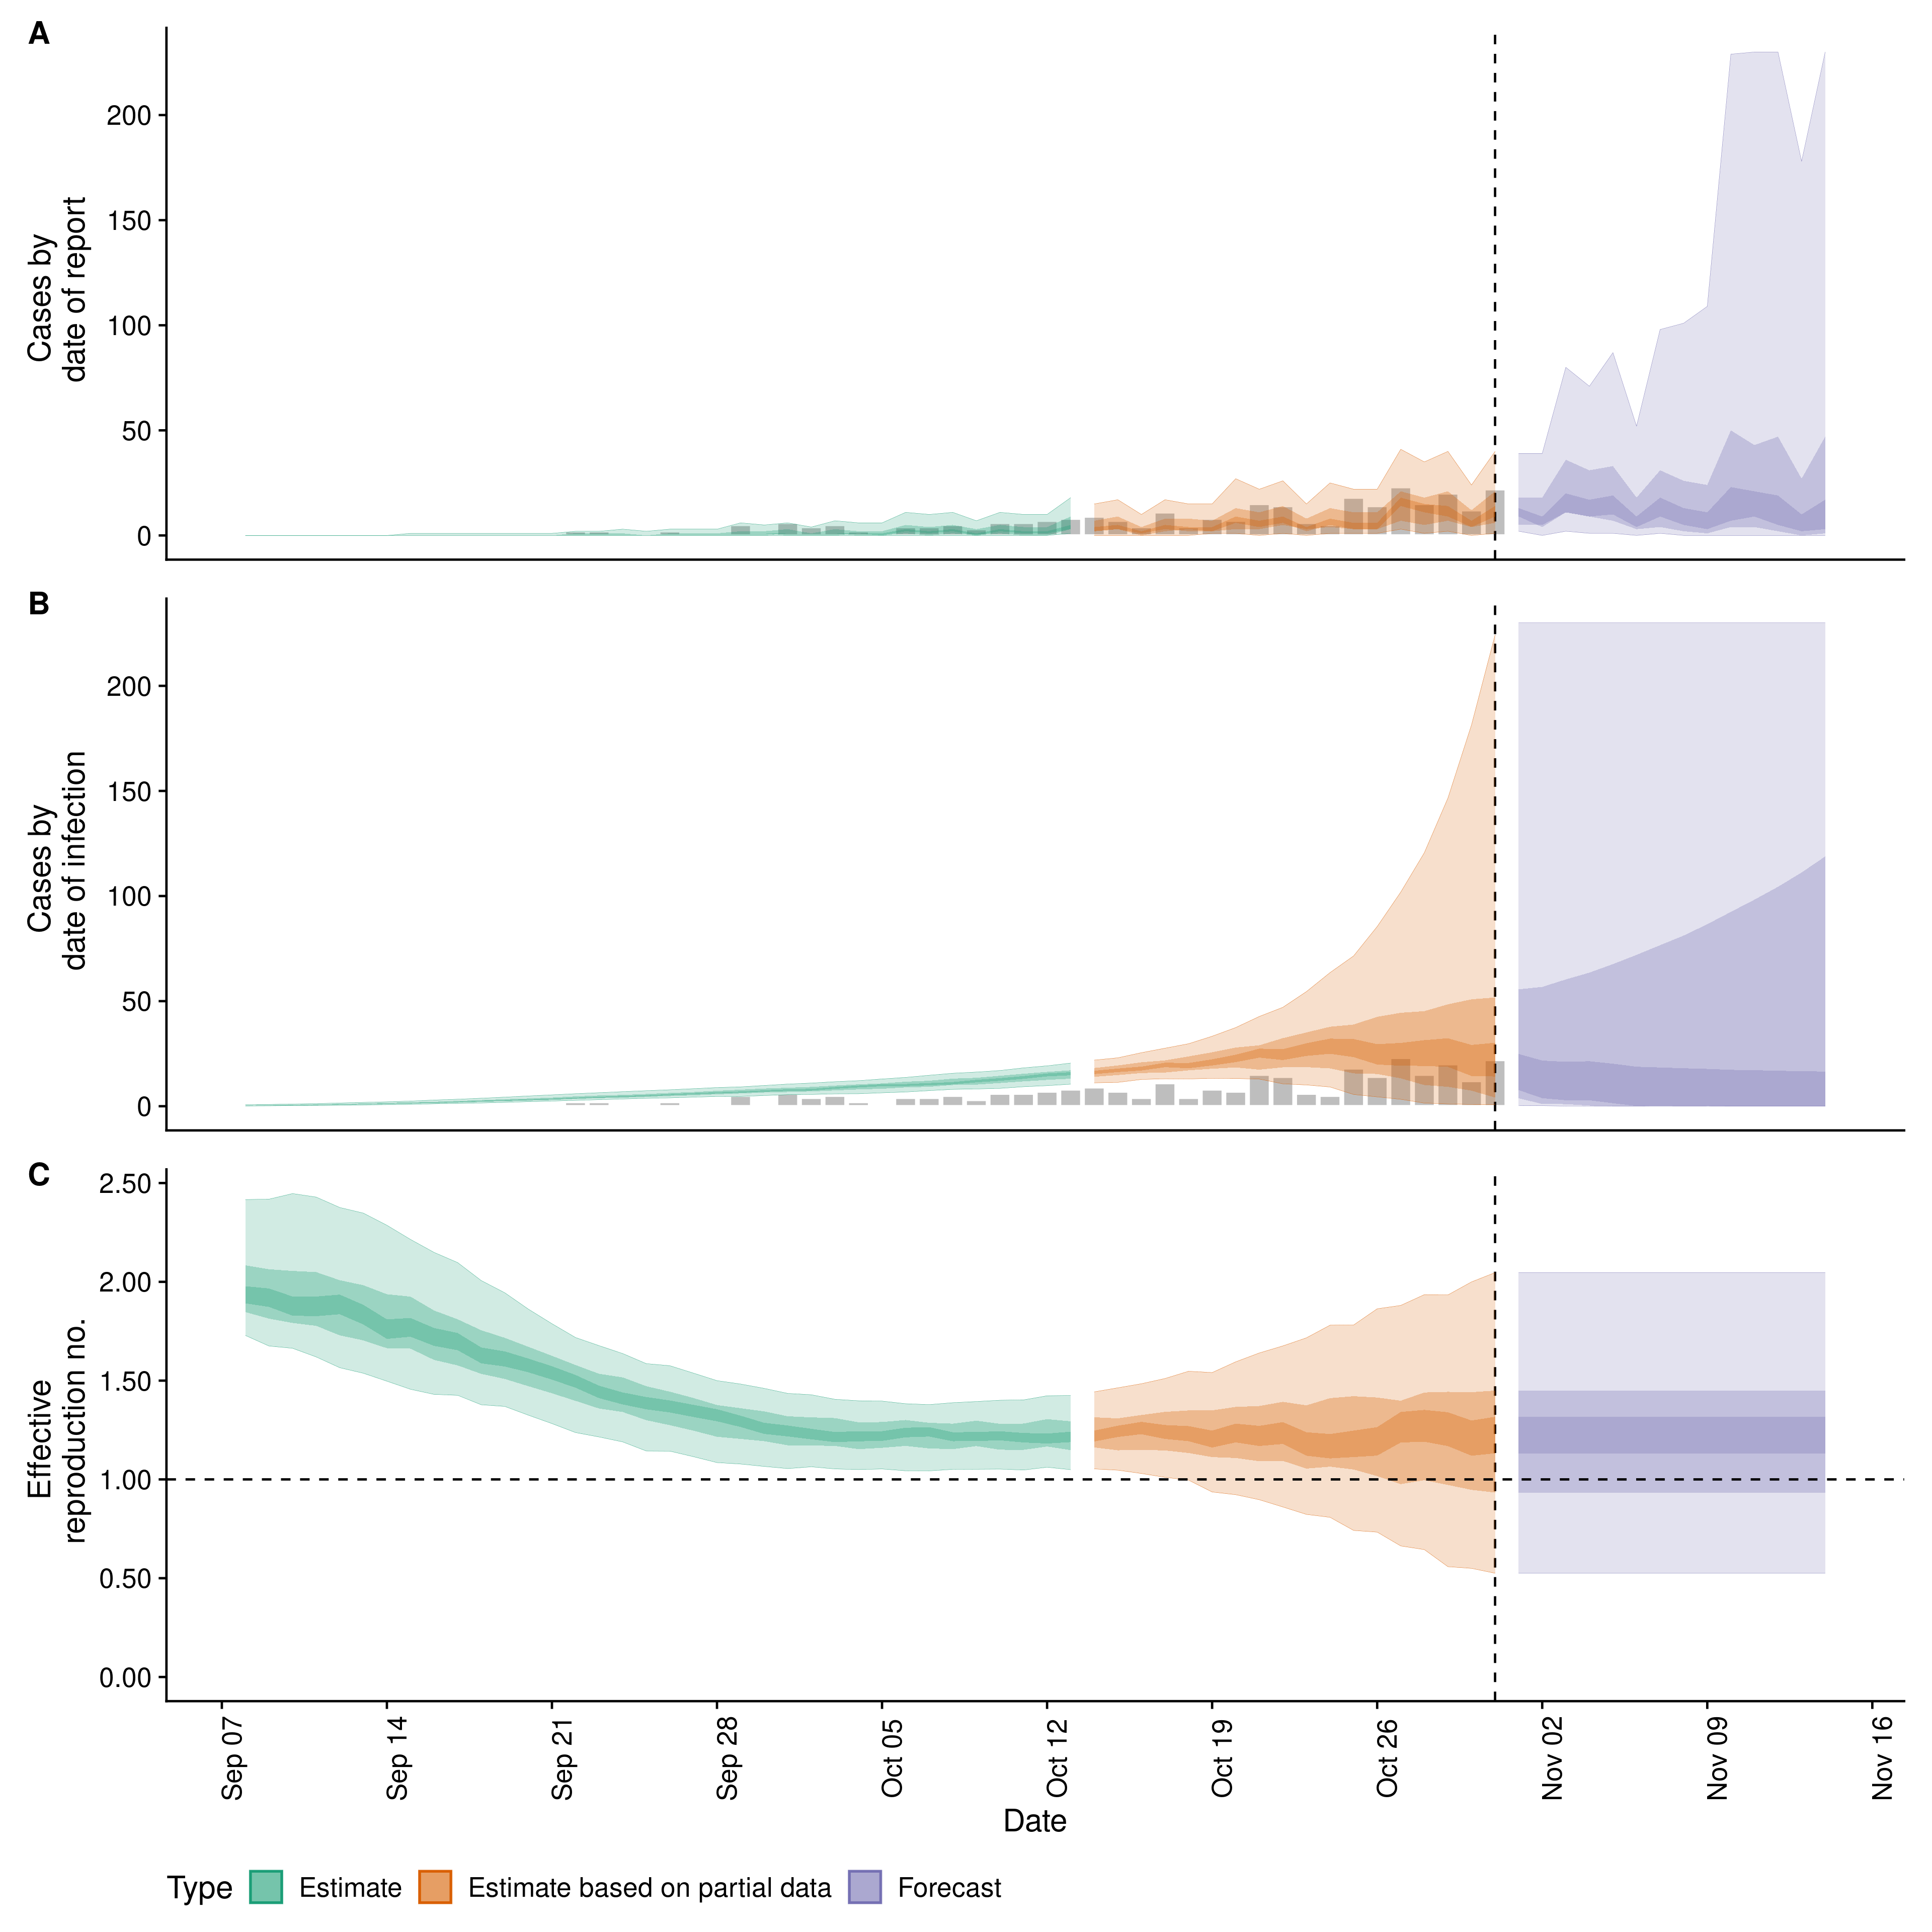 A
Cases by
date of report
200
150
100
50
0
B
Cases by
date of infection
200
150
100
50
0
C
Effective
reproduction no.
2.50
2.00
1.50
1.00
0.50
0.00
Sep 07
Sep 14
Sep 21
Sep 28
Oct 05
Oct 12
Oct 19
Oct 26
Nov 02
Nov 09
Nov 16
Date
Type Estimate Estimate based on partial data Forecast